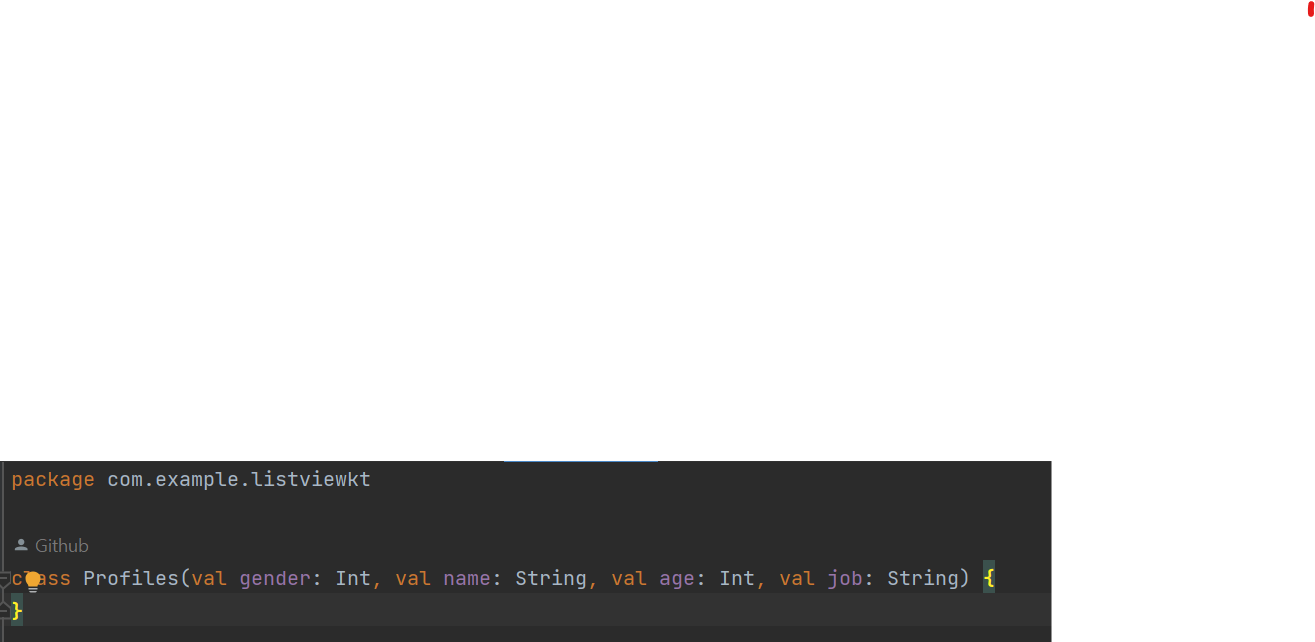 package com.example.listviewkt
Github
class Profiles(val gender: Int, val name: String, val age: Int, val job: String) {
}